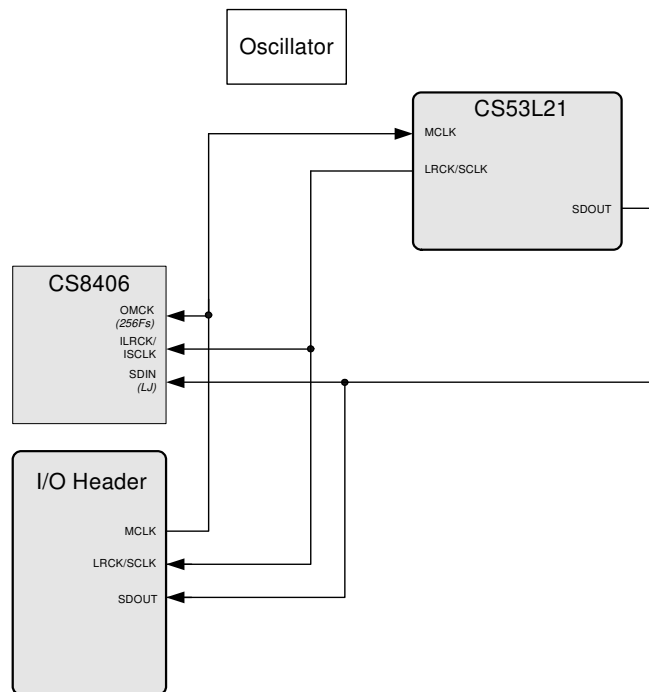 Oscillator
CS53L21
MCLK
LRCK/SCLK
SDOUT
CS8406
OMCK
(256Fs)
ILRCK/
ISCLK
SDIN
(LJ)
I/O Header
MCLK
LRCK/SCLK
SDOUT